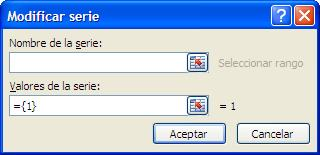 Modificar serie
Nombre de la serie:
Seleccionar rango
Valores de la serie:
={1} = 1
Aceptar Cancelar